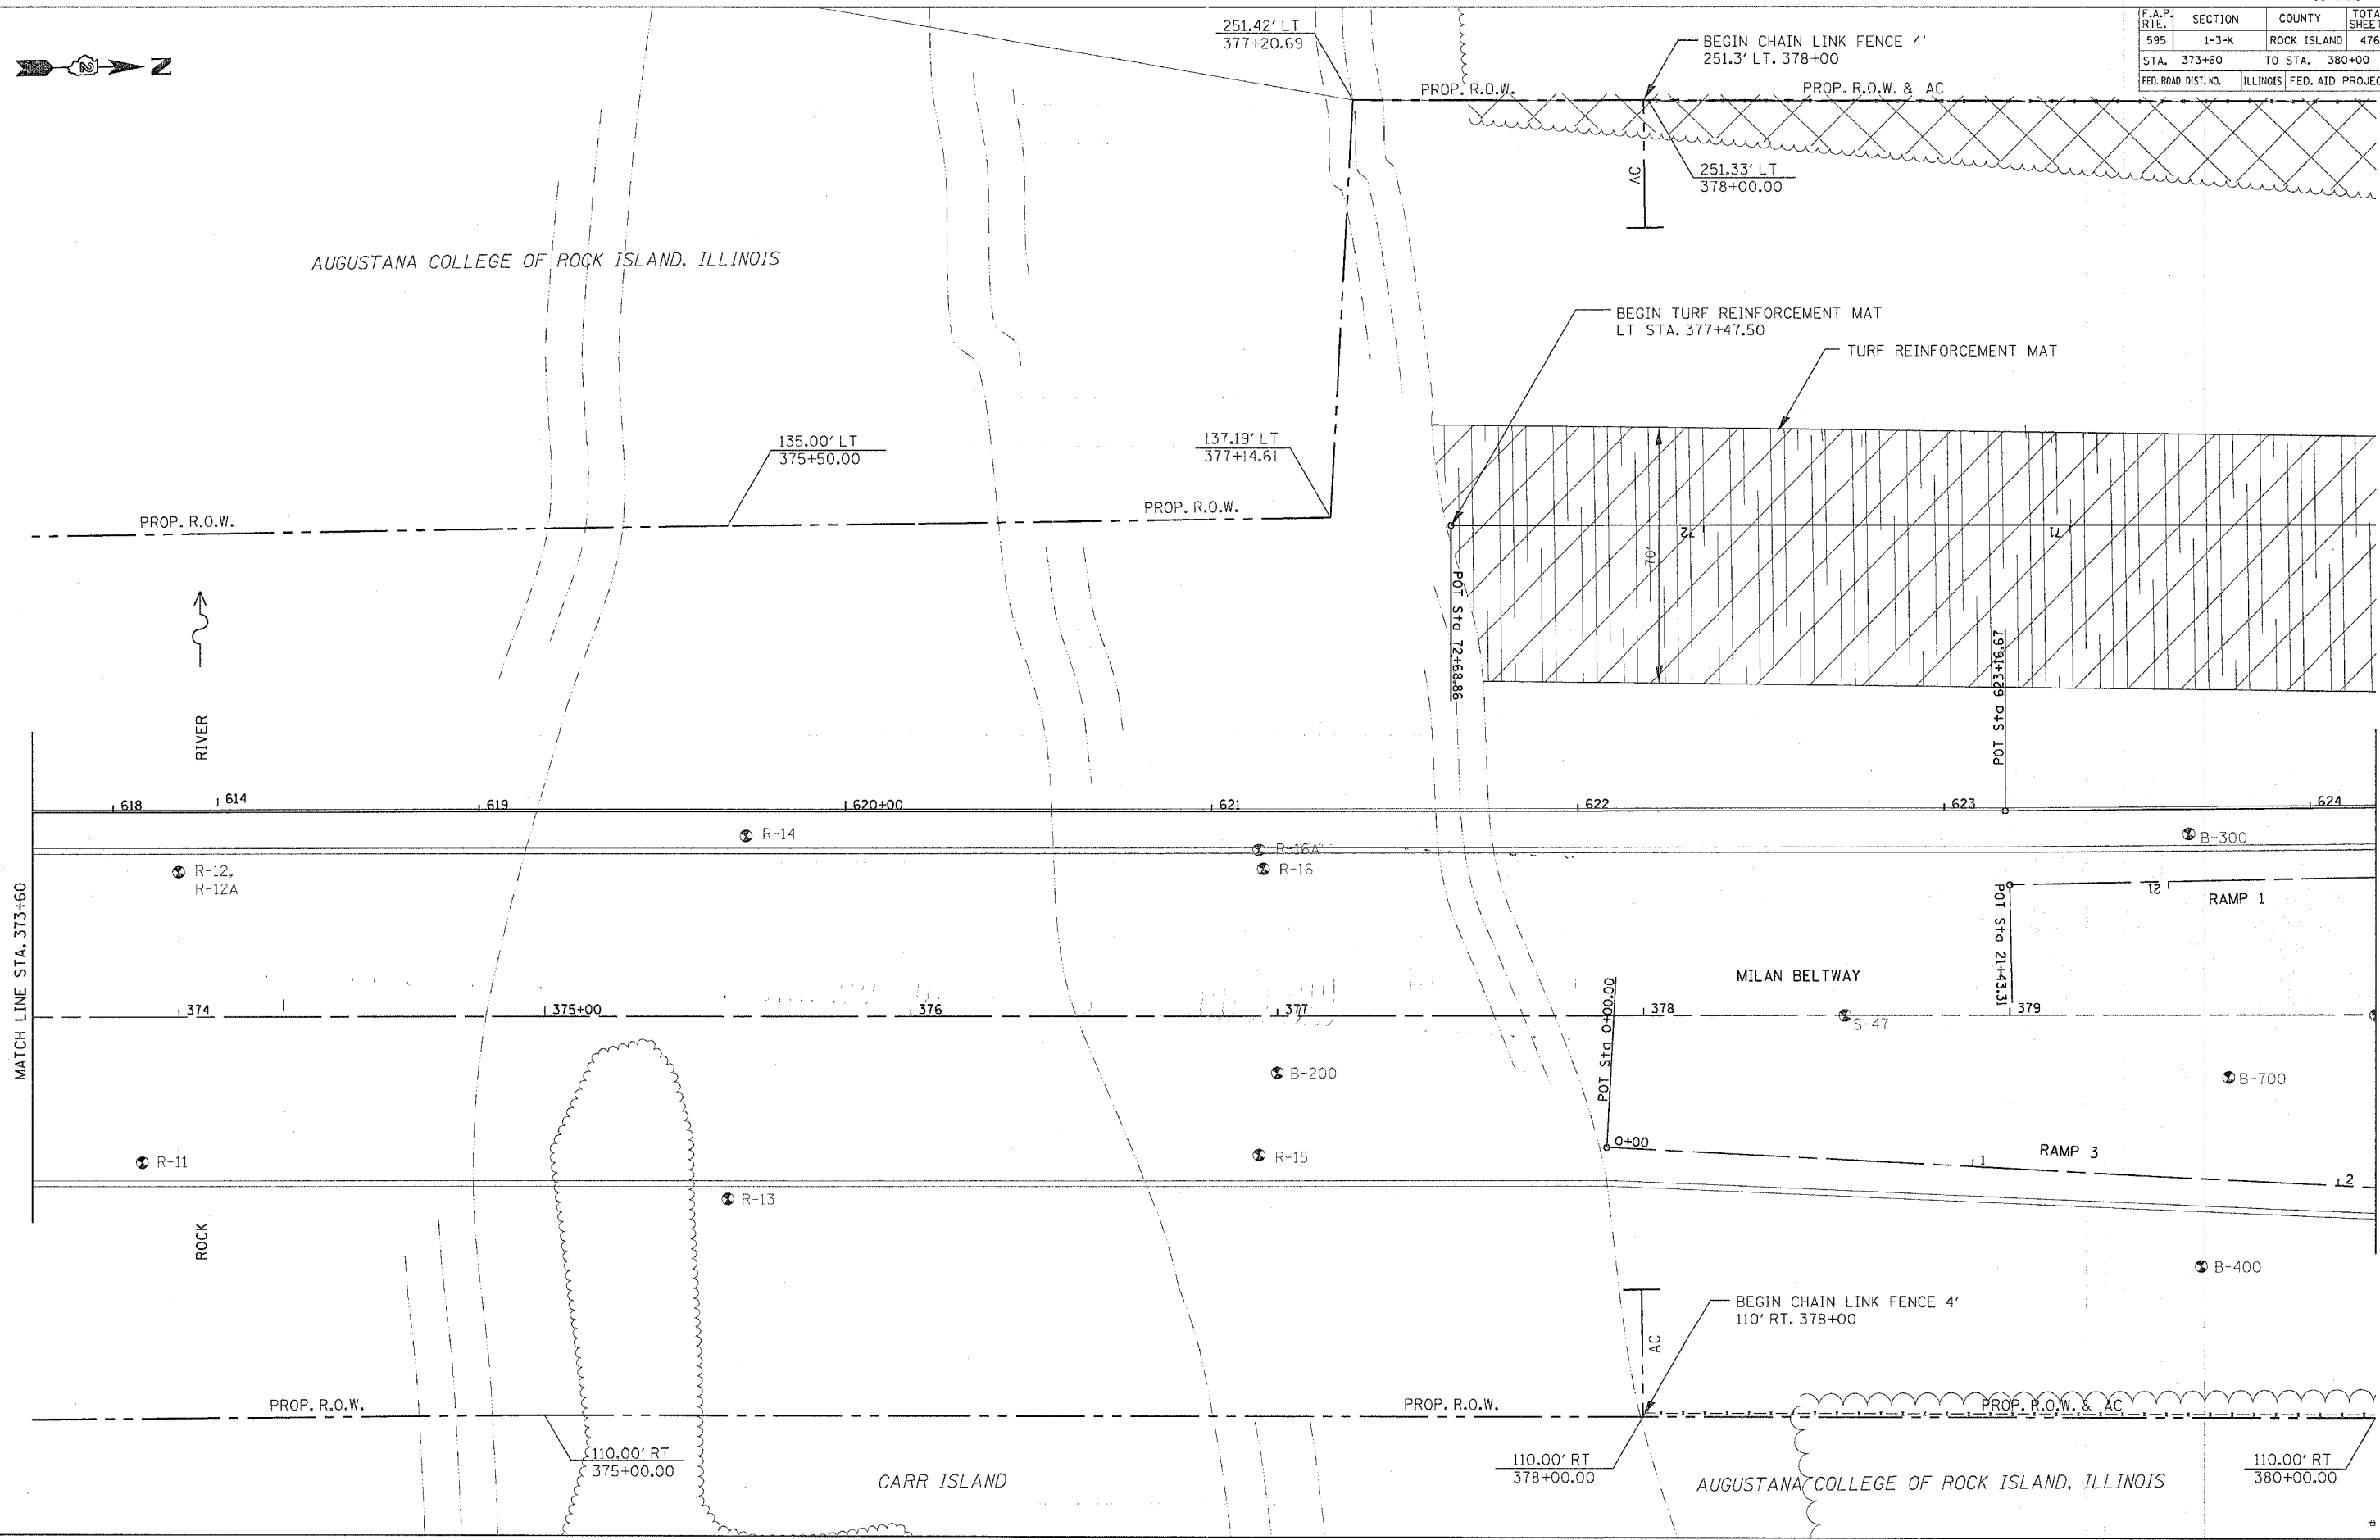 F.A.P. RTE. SECTION COUNTY TOTA SHEET
595 1-3-K ROCK ISLAND 476
STA. 373+60 TO STA. 380+00
FED. ROAD DIST. NO. ILLINOIS FED. AID PROJEC
N
251.42' LT
377+20.69
BEGIN CHAIN LINK FENCE 4'
251.3' LT. 378+00
PROP. R.O.W.
PROP. R.O.W. & AC
AC
251.33' LT
378+00.00
AUGUSTANA COLLEGE OF ROCK ISLAND, ILLINOIS
BEGIN TURF REINFORCEMENT MAT
LT STA. 377+47.50
TURF REINFORCEMENT MAT
135.00' LT
375+50.00
137.19' LT
377+14.61
PROP. R.O.W.
PROP. R.O.W.
72
71
70'
POT Sta 72+68.86
POT Sta 623+16.67
RIVER
618
614
619
620+00
621
622
623
624
R-14
B-300
R-16A
R-16
R-12,
R-12A
POT Sta 21+43.31
21
RAMP 1
MATCH LINE STA. 373+60
MILAN BELTWAY
374
375+00
376
377
378
379
S-47
POT Sta 0+00.00
B-200
B-700
0+00
1
RAMP 3
2
R-11
R-15
R-13
ROCK
B-400
BEGIN CHAIN LINK FENCE 4'
110' RT. 378+00
AC
PROP. R.O.W.
PROP. R.O.W.
PROP. R.O.W. & AC
110.00' RT
375+00.00
110.00' RT
378+00.00
110.00' RT
380+00.00
CARR ISLAND
AUGUSTANA COLLEGE OF ROCK ISLAND, ILLINOIS